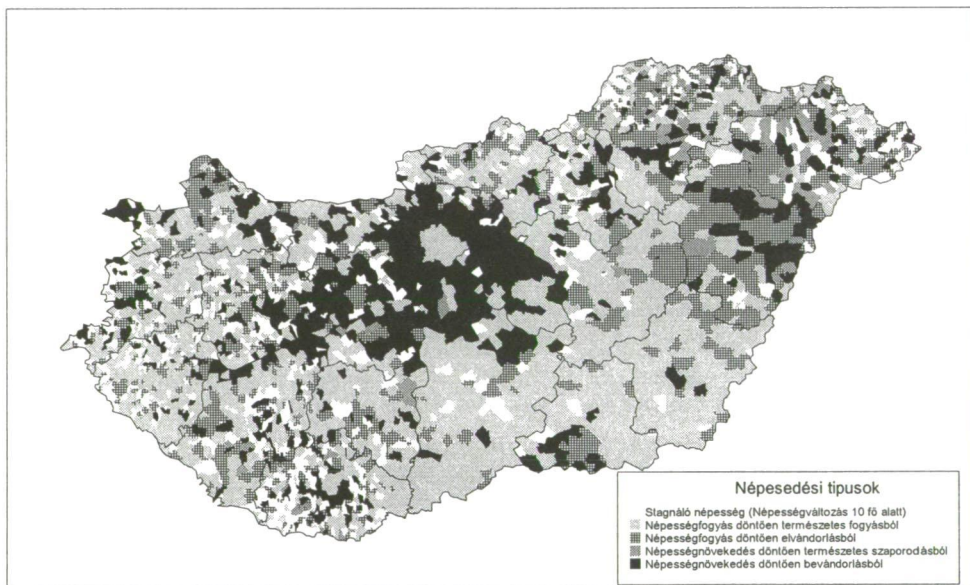 Népesedési tipusok
Stagnáló népesség (Népességváltozás 10 fő alatt)
Népességfogyás döntően természetes fogyásból
Népességfogyás döntően elvándorlásból
Népességnövekedés döntően természetes szaporodásból
Népességnövekedés döntően bevándorlásból